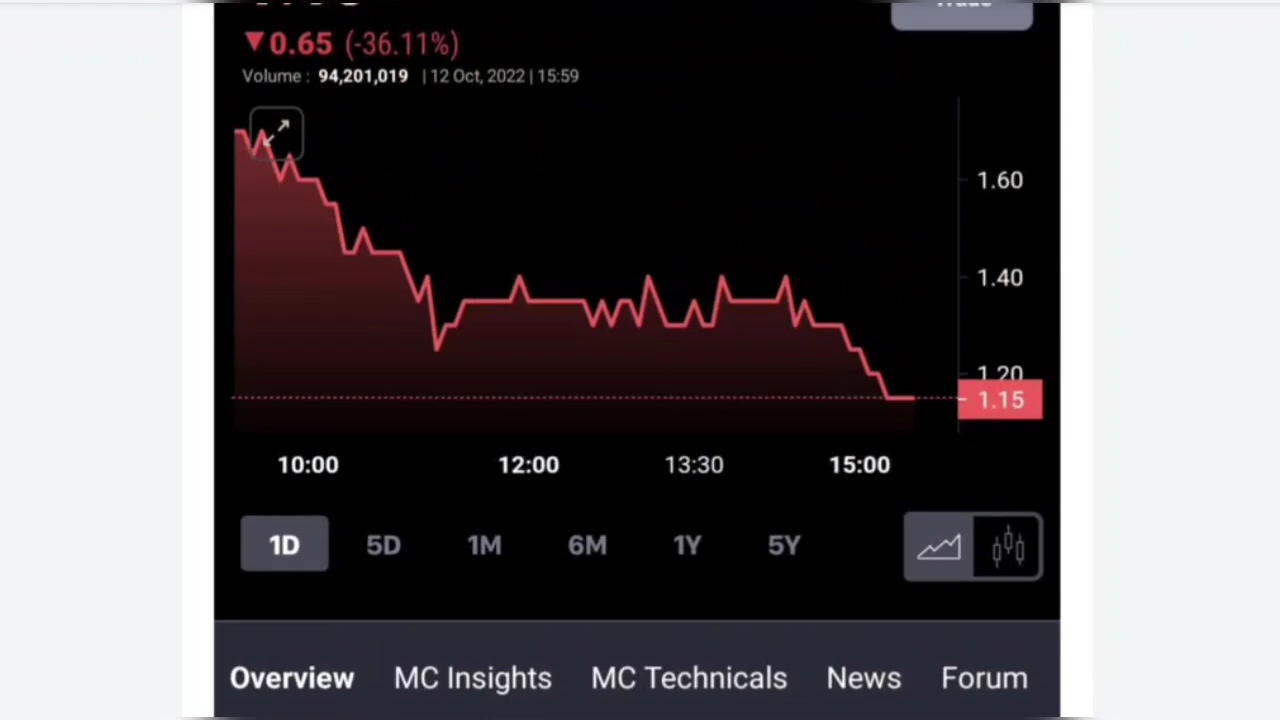 Trade
▼0.65 (-36.11%)
Volume : 94,201,019 | 12 Oct, 2022 | 15:59
1.60
1.40
1.20
1.15
10:00 12:00 13:30 15:00
1D 5D 1M 6M 1Y 5Y
Overview MC Insights MC Technicals News Forum